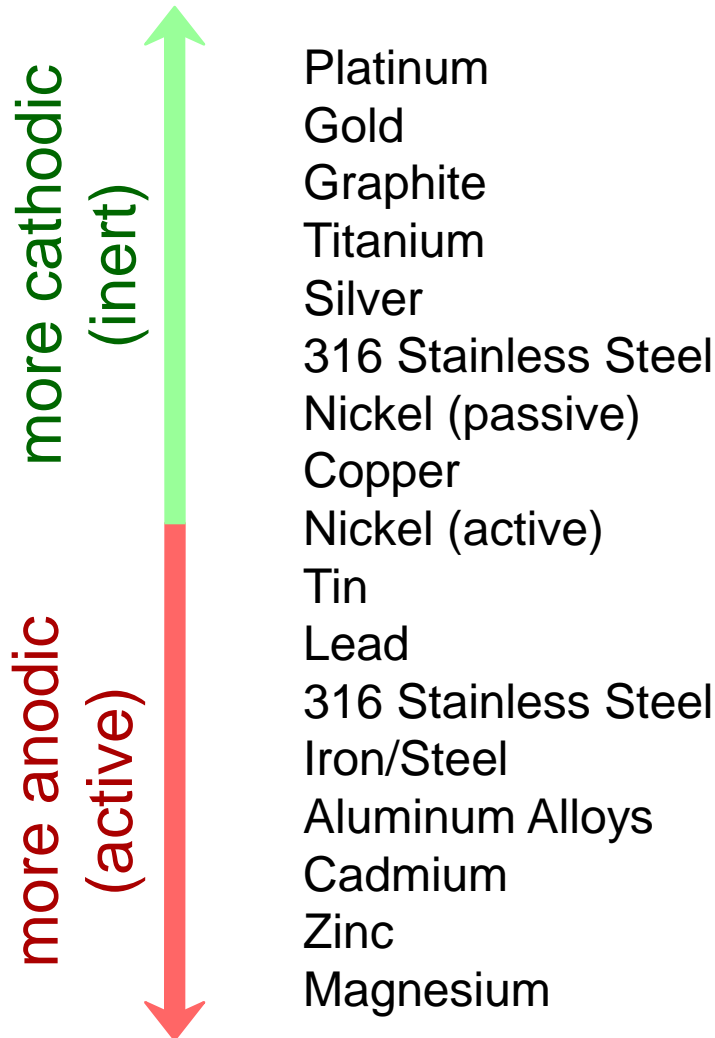 more cathodic
(inert)
more anodic
(active)
Platinum
Gold
Graphite
Titanium
Silver
316 Stainless Steel
Nickel (passive)
Copper
Nickel (active)
Tin
Lead
316 Stainless Steel
Iron/Steel
Aluminum Alloys
Cadmium
Zinc
Magnesium